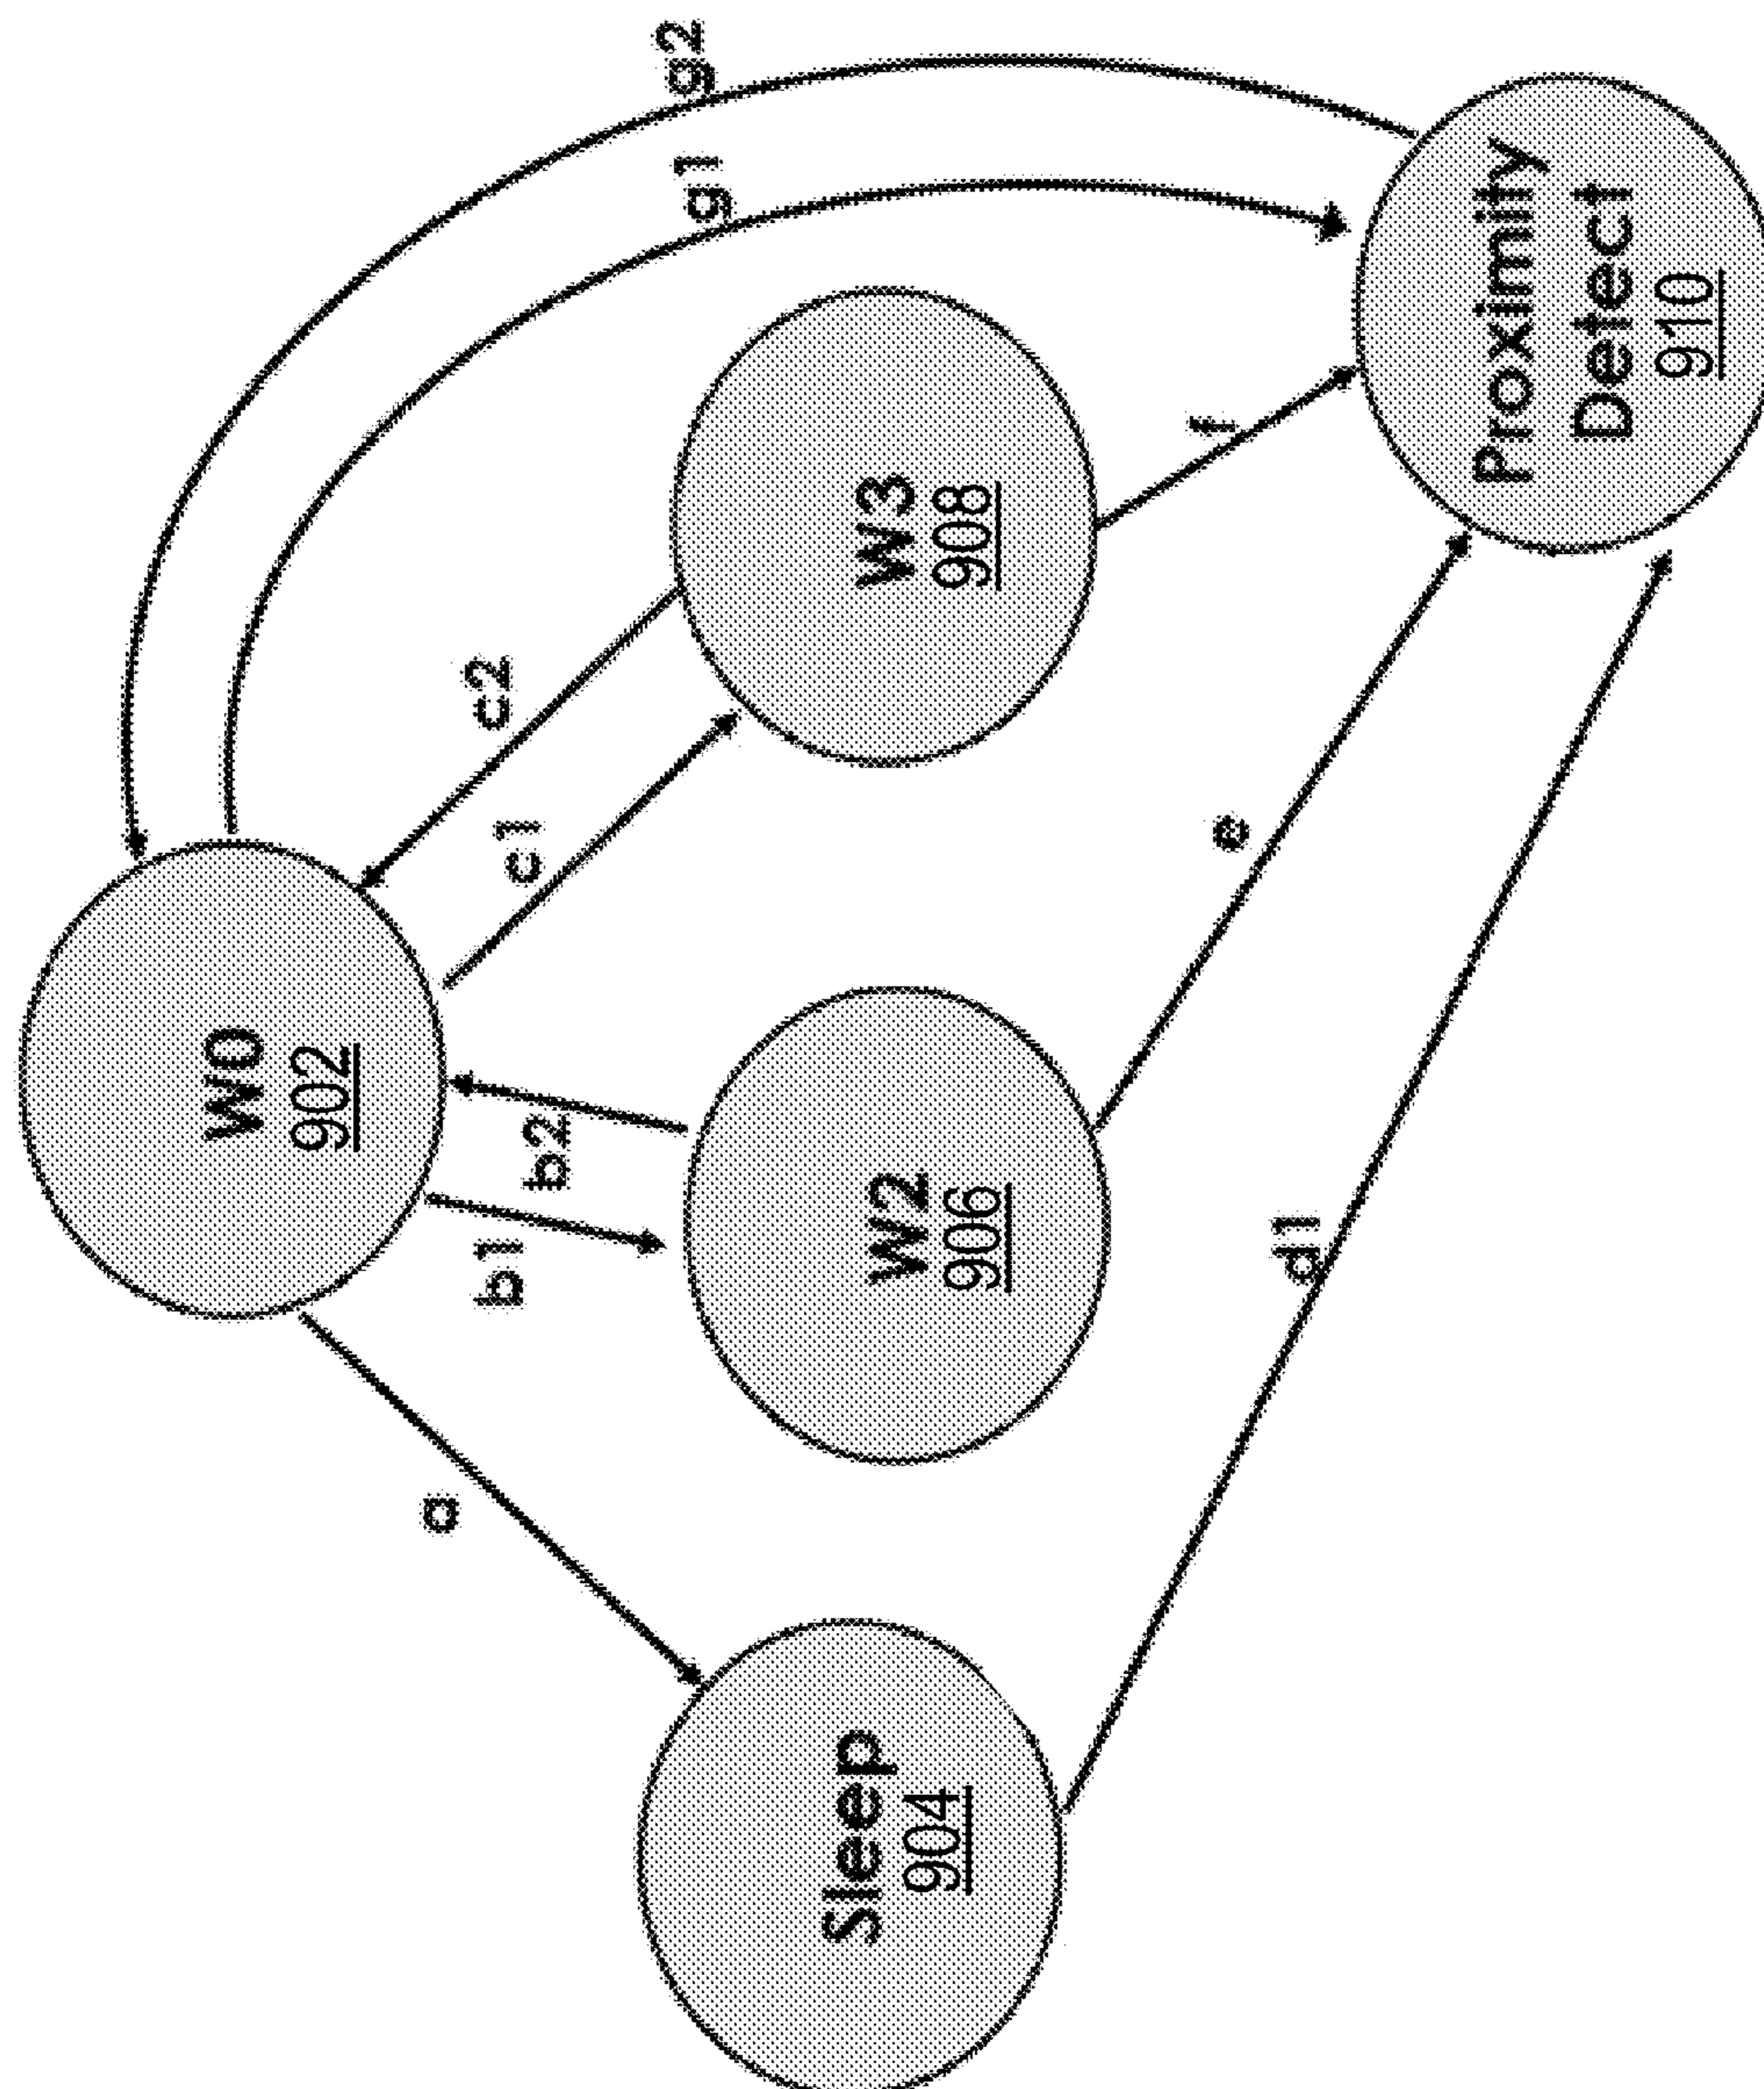 W0
902
a
b1
b2
c1
c2
g1
g2
Sleep
904
W2
906
W3
908
d1
e
f
Proximity
Detect
910